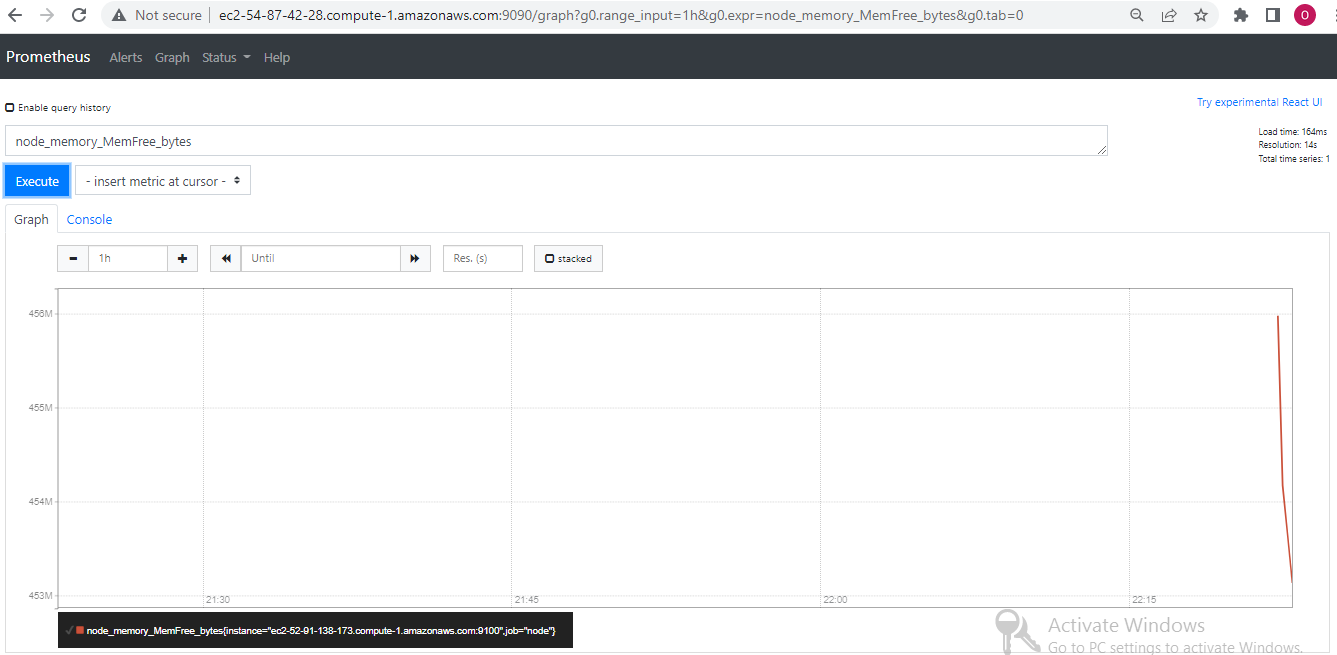 Not secure ec2-54-87-42-28.compute-1.amazonaws.com:9090/graph?g0.range_input=1h&g0.expr=node_memory_MemFree_bytes&g0.tab=0 O
Prometheus Alerts Graph Status Help
Enable query history
Try experimental React UI
node_memory_MemFree_bytes
Load time: 164ms
Resolution: 14s
Total time series: 1
Execute - insert metric at cursor -
Graph Console
1h Until Res. (s) stacked
456M
455M
454M
453M
21:30 21:45 22:00 22:15
node_memory_MemFree_bytes{instance="ec2-52-91-138-173.compute-1.amazonaws.com:9100",job="node"}
Activate Windows
Go to PC settings to activate Windows.